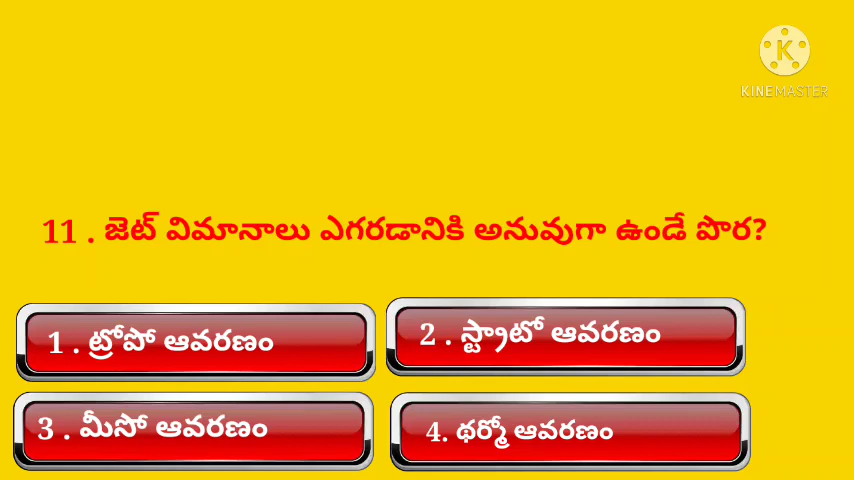 KINEMASTER
11 . జెట్ విమానాలు ఎగరడానికి అనువుగా ఉండే పొర?
1 . ట్రోపో ఆవరణం
2 . స్ట్రాటో ఆవరణం
3 . మీసో ఆవరణం
4. థర్మో ఆవరణం